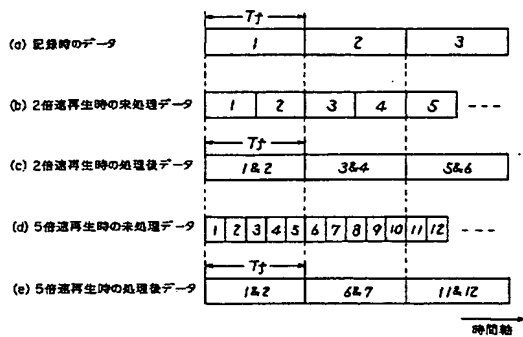 Tf
(a) 記録時のデータ 1 2 3
(b) 2倍速再生時の未処理データ 1 2 3 4 5 ---
Tf
(c) 2倍速再生時の処理後データ 1&2 3&4 5&6
(d) 5倍速再生時の未処理データ 1 2 3 4 5 6 7 8 9 10 11 12 ---
Tf
(e) 5倍速再生時の処理後データ 1&2 6&7 11&12
時間軸